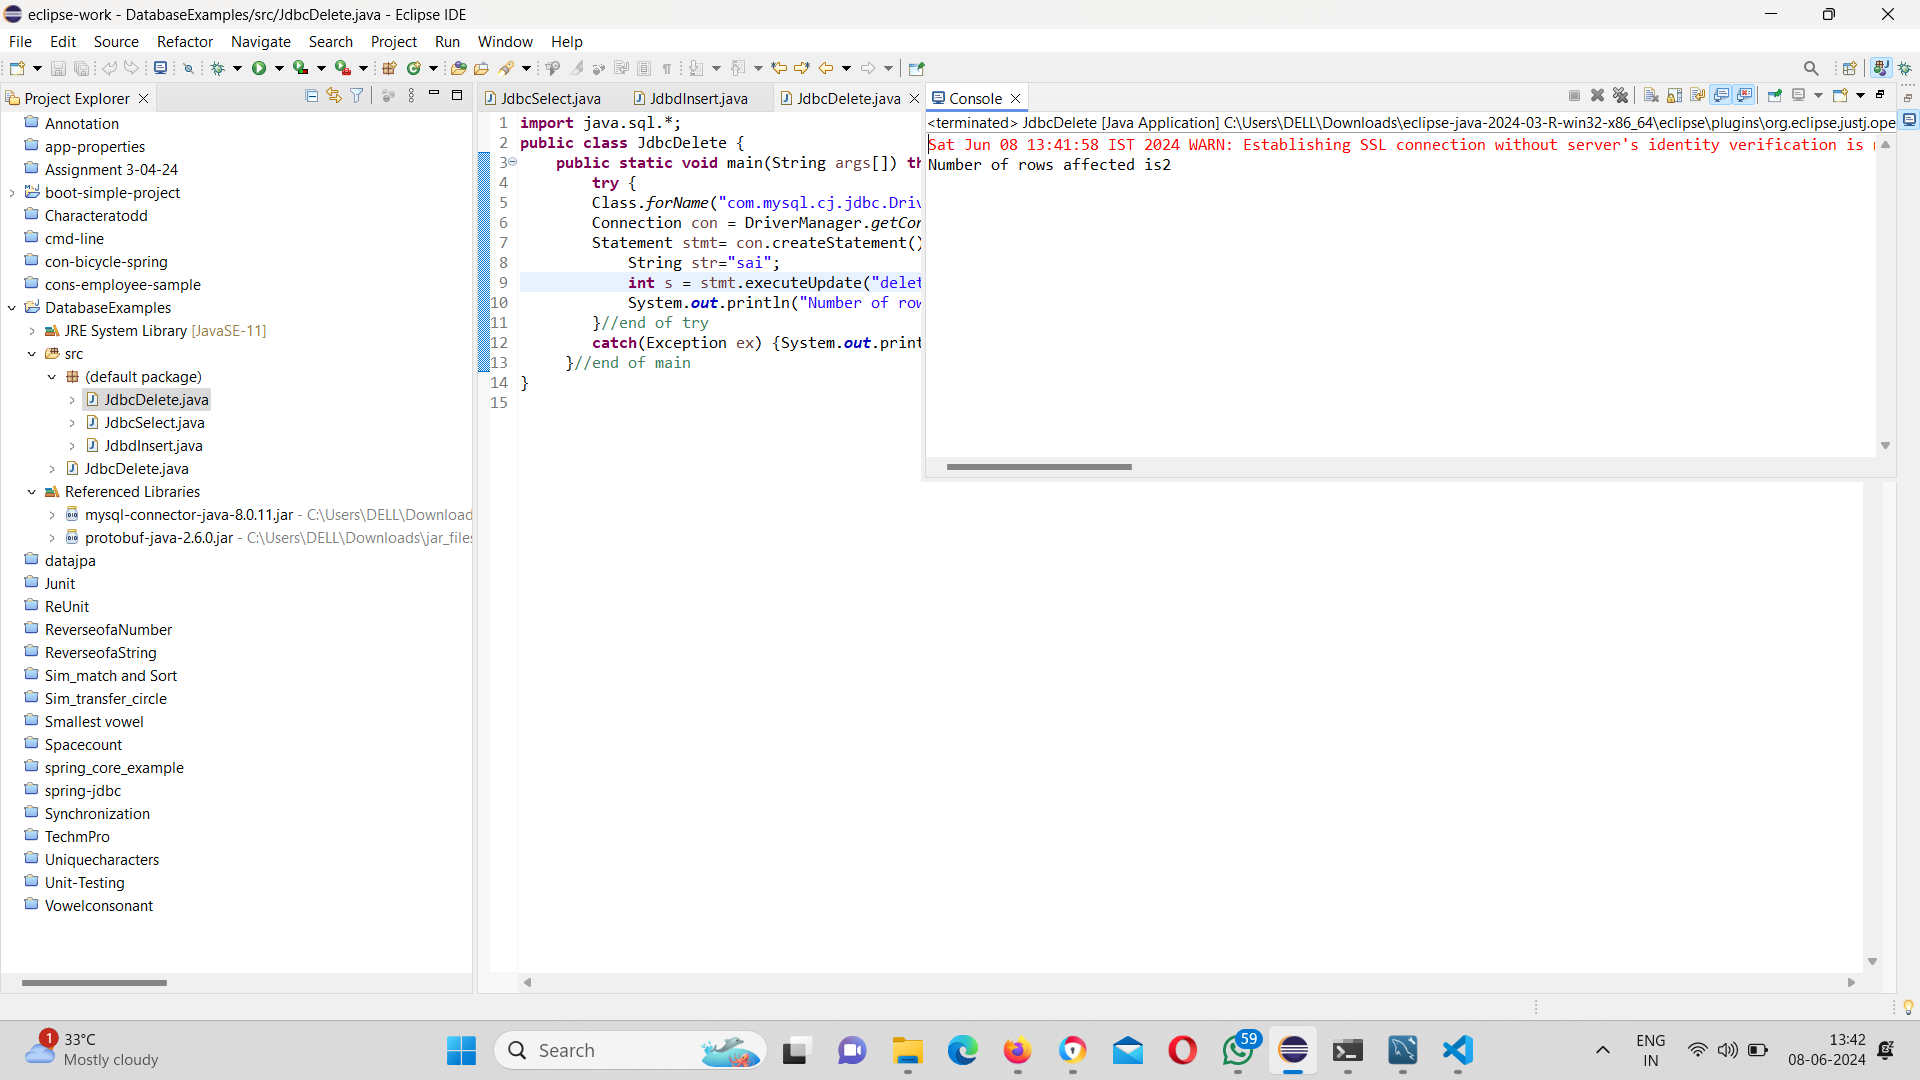 eclipse-work - DatabaseExamples/src/JdbcDelete.java - Eclipse IDE
File Edit Source Refactor Navigate Search Project Run Window Help
Project Explorer
Annotation
app-properties
Assignment 3-04-24
boot-simple-project
Characteratodd
cmd-line
con-bicycle-spring
cons-employee-sample
DatabaseExamples
JRE System Library [JavaSE-11]
src
(default package)
JdbcDelete.java
JdbcSelect.java
JdbdInsert.java
JdbcDelete.java
Referenced Libraries
mysql-connector-java-8.0.11.jar - C:\Users\DELL\Download
protobuf-java-2.6.0.jar - C:\Users\DELL\Downloads\jar_files
datajpa
Junit
ReUnit
ReverseofaNumber
ReverseofaString
Sim_match and Sort
Sim_transfer_circle
Smallest vowel
Spacecount
spring_core_example
spring-jdbc
Synchronization
TechmPro
Uniquecharacters
Unit-Testing
Vowelconsonant
JdbcSelect.java JdbdInsert.java JdbcDelete.java
1 import java.sql.*;
2 public class JdbcDelete {
3 public static void main(String args[]) th
4 try {
5 Class.forName("com.mysql.cj.jdbc.Driv
6 Connection con = DriverManager.getCon
7 Statement stmt= con.createStatement()
8 String str="sai";
9 int s = stmt.executeUpdate("delet
10 System.out.println("Number of row
11 }//end of try
12 catch(Exception ex) {System.out.print
13 }//end of main
14 }
15
Console
<terminated> JdbcDelete [Java Application] C:\Users\DELL\Downloads\eclipse-java-2024-03-R-win32-x86_64\eclipse\plugins\org.eclipse.justj.ope
Sat Jun 08 13:41:58 IST 2024 WARN: Establishing SSL connection without server's identity verification is
Number of rows affected is2
1
33°C
Mostly cloudy
Search
59
ENG
IN
13:42
08-06-2024